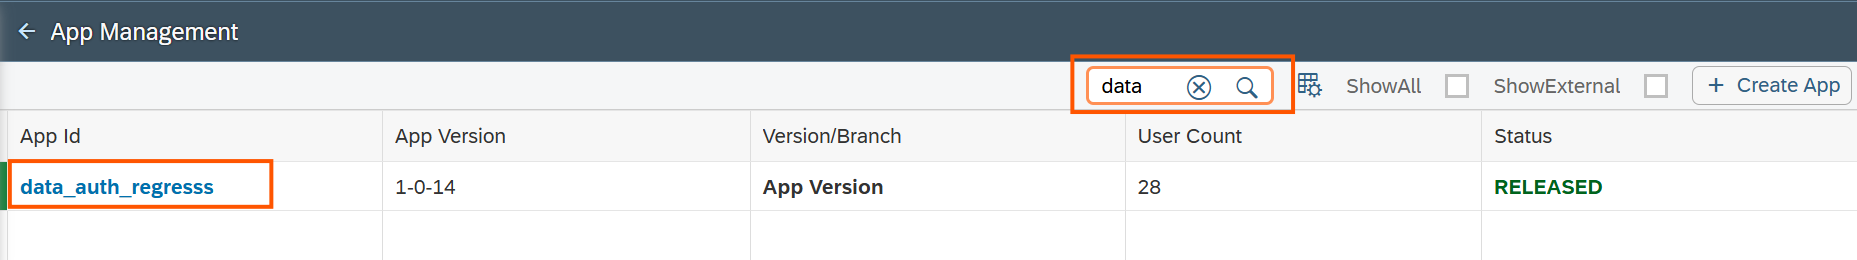 App Management
data ShowAll ShowExternal + Create App
App Id App Version Version/Branch User Count Status
data_auth_regresss 1-0-14 App Version 28 RELEASED